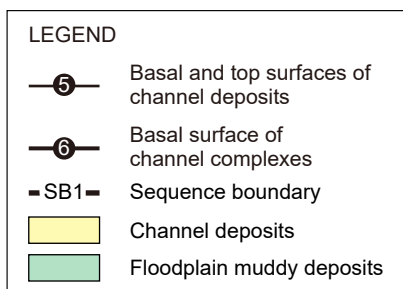 LEGEND
5 Basal and top surfaces of
channel deposits
6 Basal surface of
channel complexes
SB1 Sequence boundary
Channel deposits
Floodplain muddy deposits